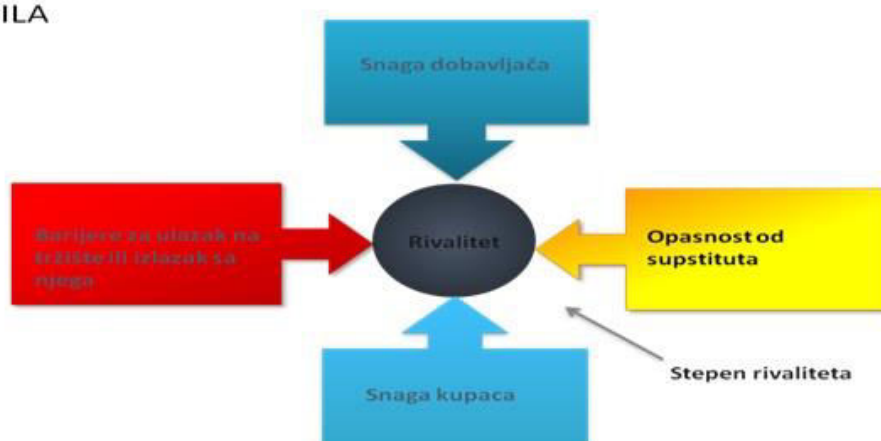 ILA
Snaga dobavljača
Barijere za ulazak na
tržište ili izlazak sa
njega
Rivalitet
Opasnost od
supstituta
Snaga kupaca
Stepen rivaliteta